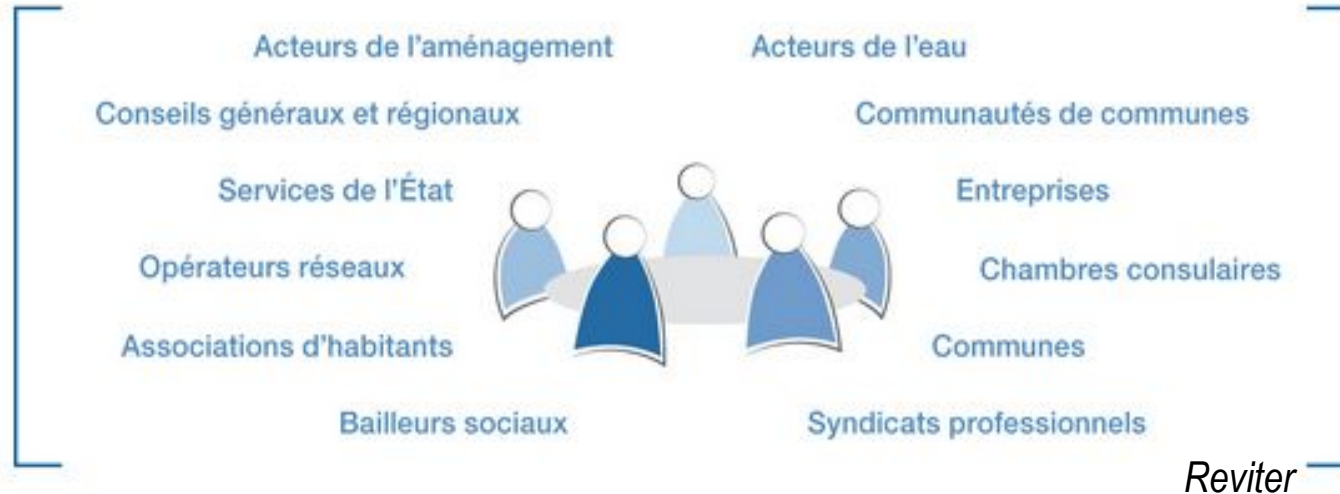 Acteurs de l'aménagement
Acteurs de l'eau
Conseils généraux et régionaux
Communautés de communes
Services de l'État
Entreprises
Opérateurs réseaux
Chambres consulaires
Associations d'habitants
Communes
Bailleurs sociaux
Syndicats professionnels
Reviter